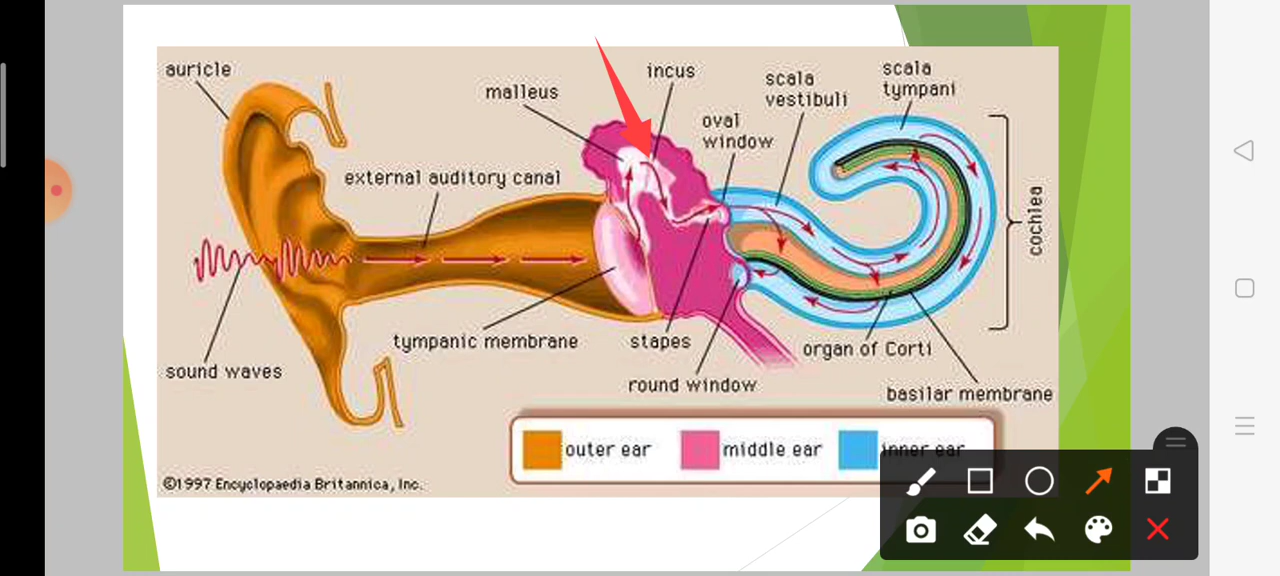 auricle
malleus
incus
scala
vestibuli
scala
tympani
oval
window
external auditory canal
cochlea
tympanic membrane
stapes
organ of Corti
sound waves
round window
basilar membrane
outer ear
middle ear
inner ear
©1997 Encyclopaedia Britannica, Inc.